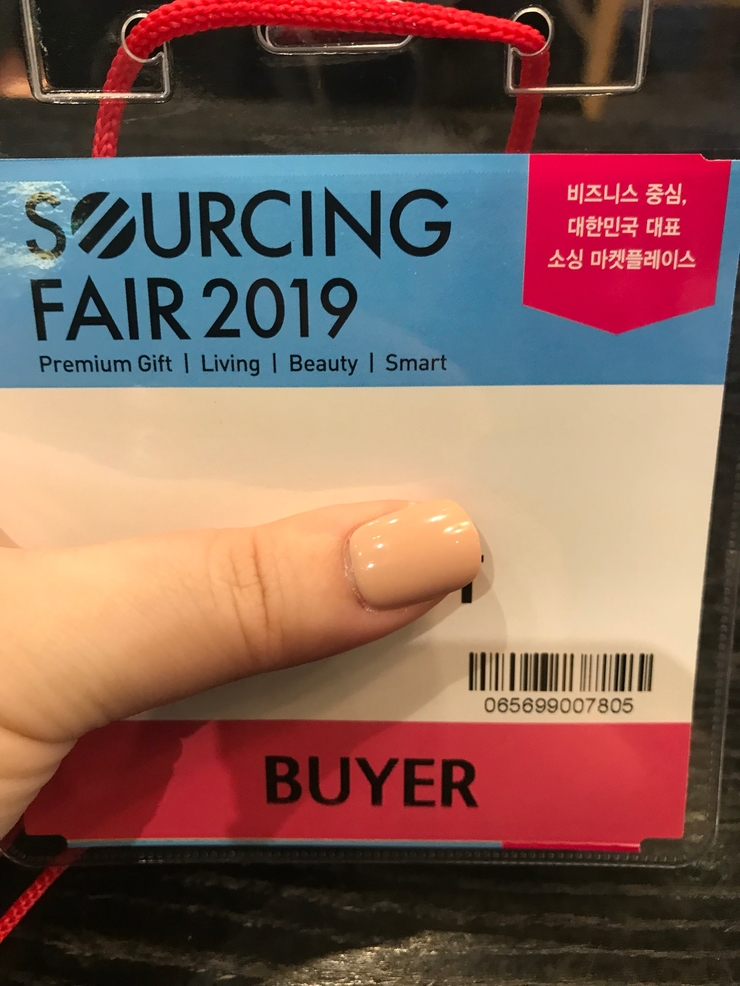 SOURCING
FAIR 2019
Premium Gift | Living | Beauty | Smart
비즈니스 중심,
대한민국 대표
소싱 마켓플레이스
065699007805
BUYER